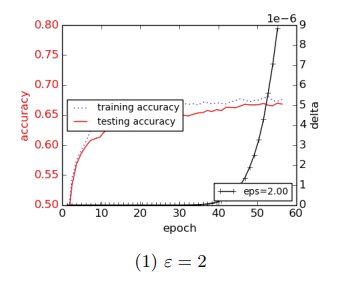 1e−6
0.80
0.75
0.70
0.65
0.60
0.55
0.50
accuracy
training accuracy
testing accuracy
eps=2.00
9
8
7
6
5
4
3
2
1
0
delta
0 10 20 30 40 50 60
epoch
(1) ε = 2